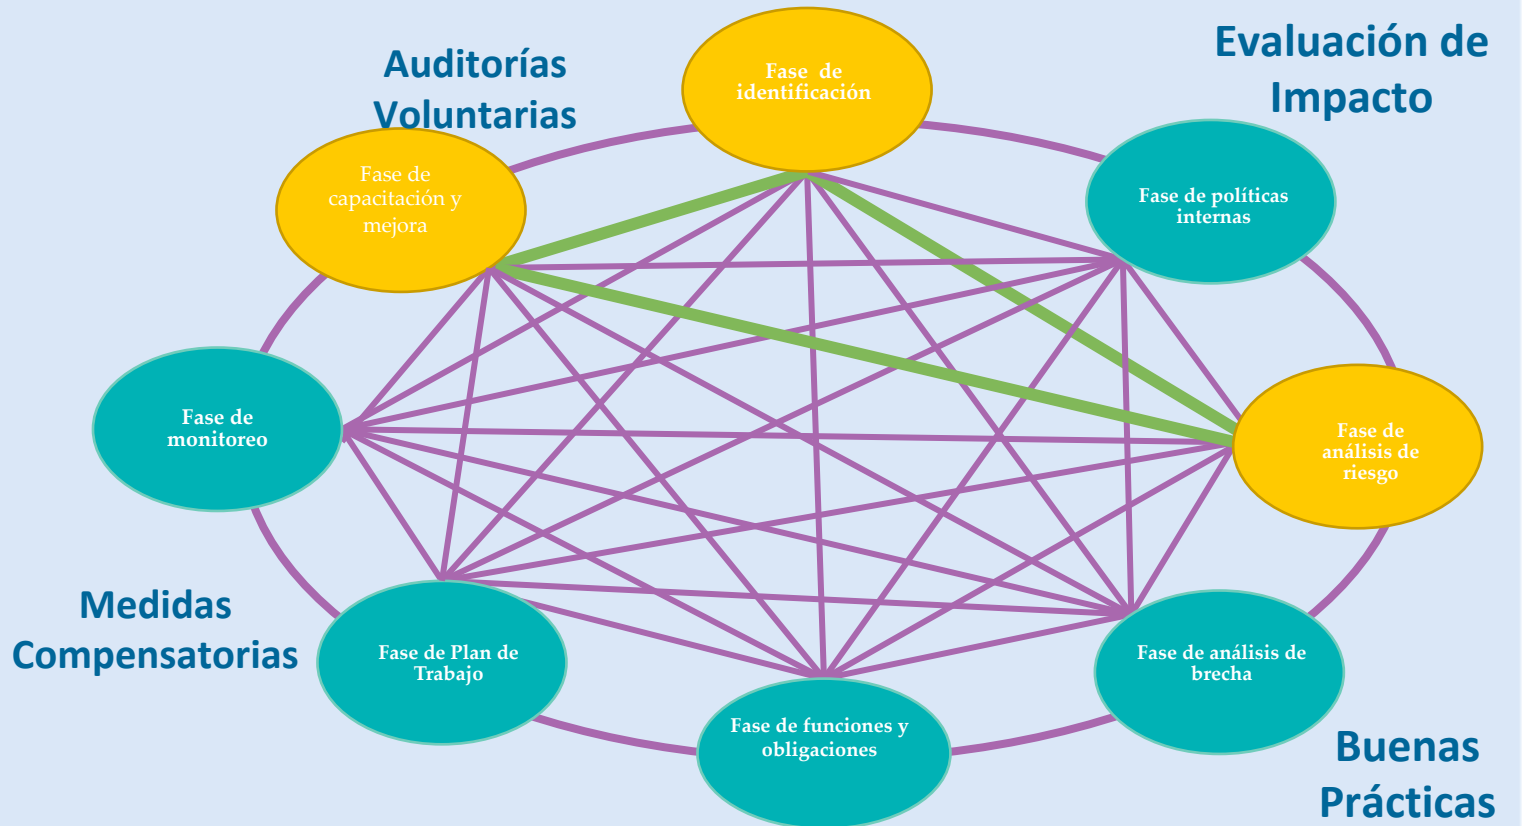 Auditorías
Voluntarias
Fase de
identificación
Evaluación de
Impacto
Fase de
capacitación y
mejora
Fase de políticas
internas
Fase de
monitoreo
Fase de
análisis de
riesgo
Medidas
Compensatorias
Fase de Plan de
Trabajo
Fase de funciones y
obligaciones
Fase de análisis de
brecha
Buenas
Prácticas